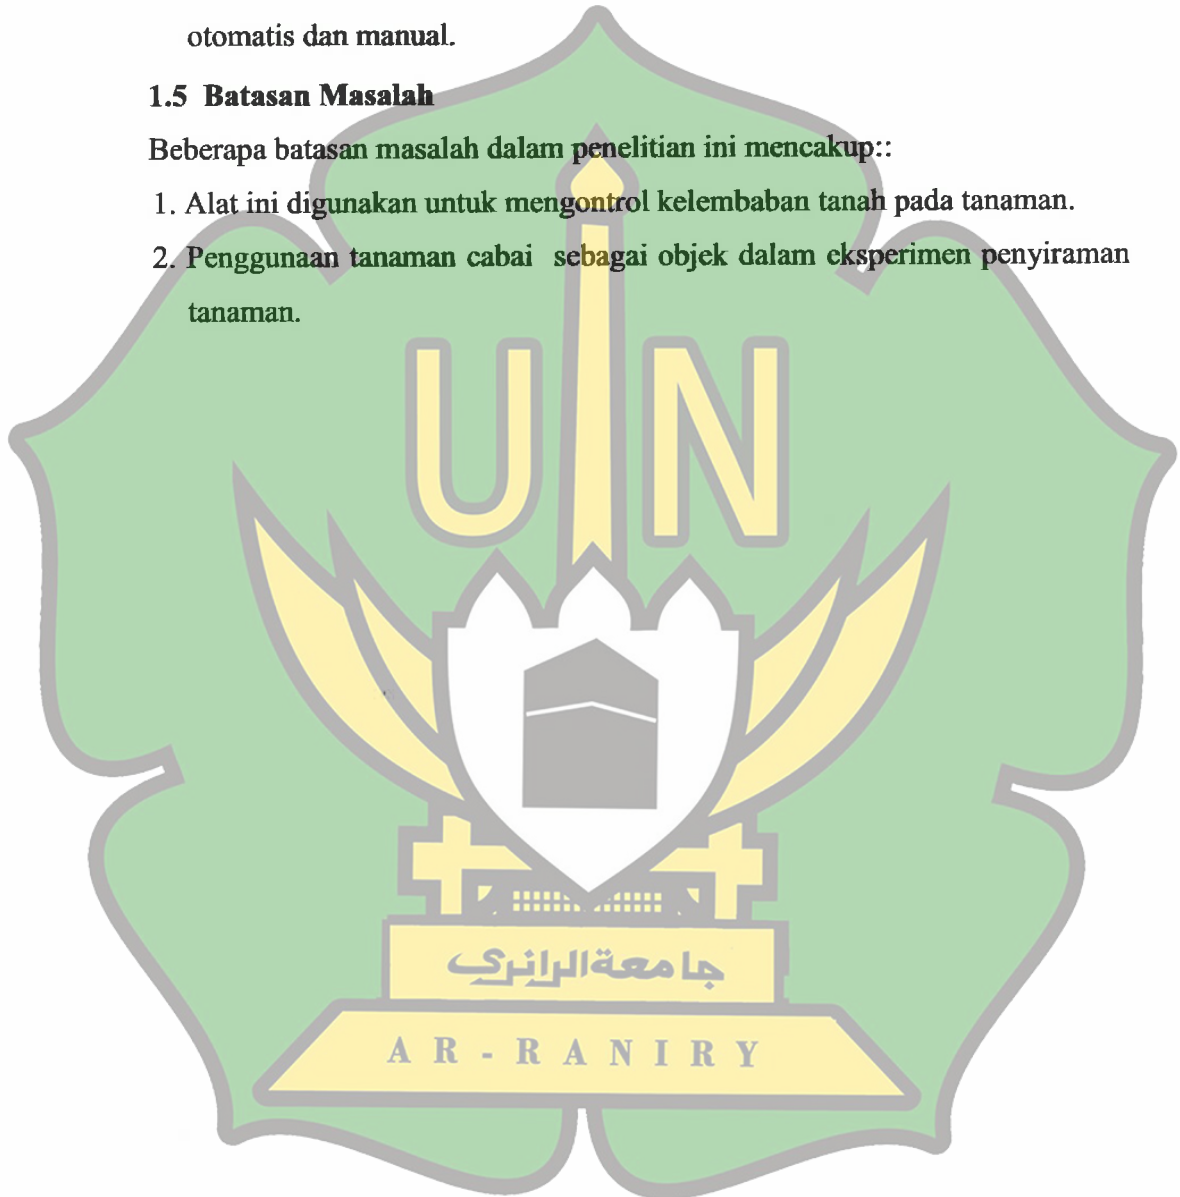 otomatis dan manual.
1.5 Batasan Masalah
Beberapa batasan masalah dalam penelitian ini mencakup::
1. Alat ini digunakan untuk mengontrol kelembaban tanah pada tanaman.
2. Penggunaan tanaman cabai sebagai objek dalam eksperimen penyiraman
tanaman.
UIN
جامعة الرانري
AR-RANIRY